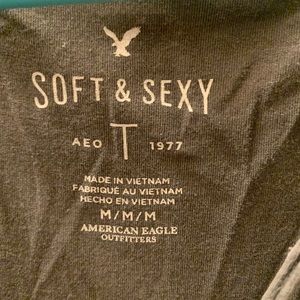 SOFT & SEXY
AEO T 1977
MADE IN VIETNAM
FABRIQUÉ AU VIETNAM
HECHO EN VIETNAM
M/M/M
AMERICAN EAGLE
OUTFITTERS